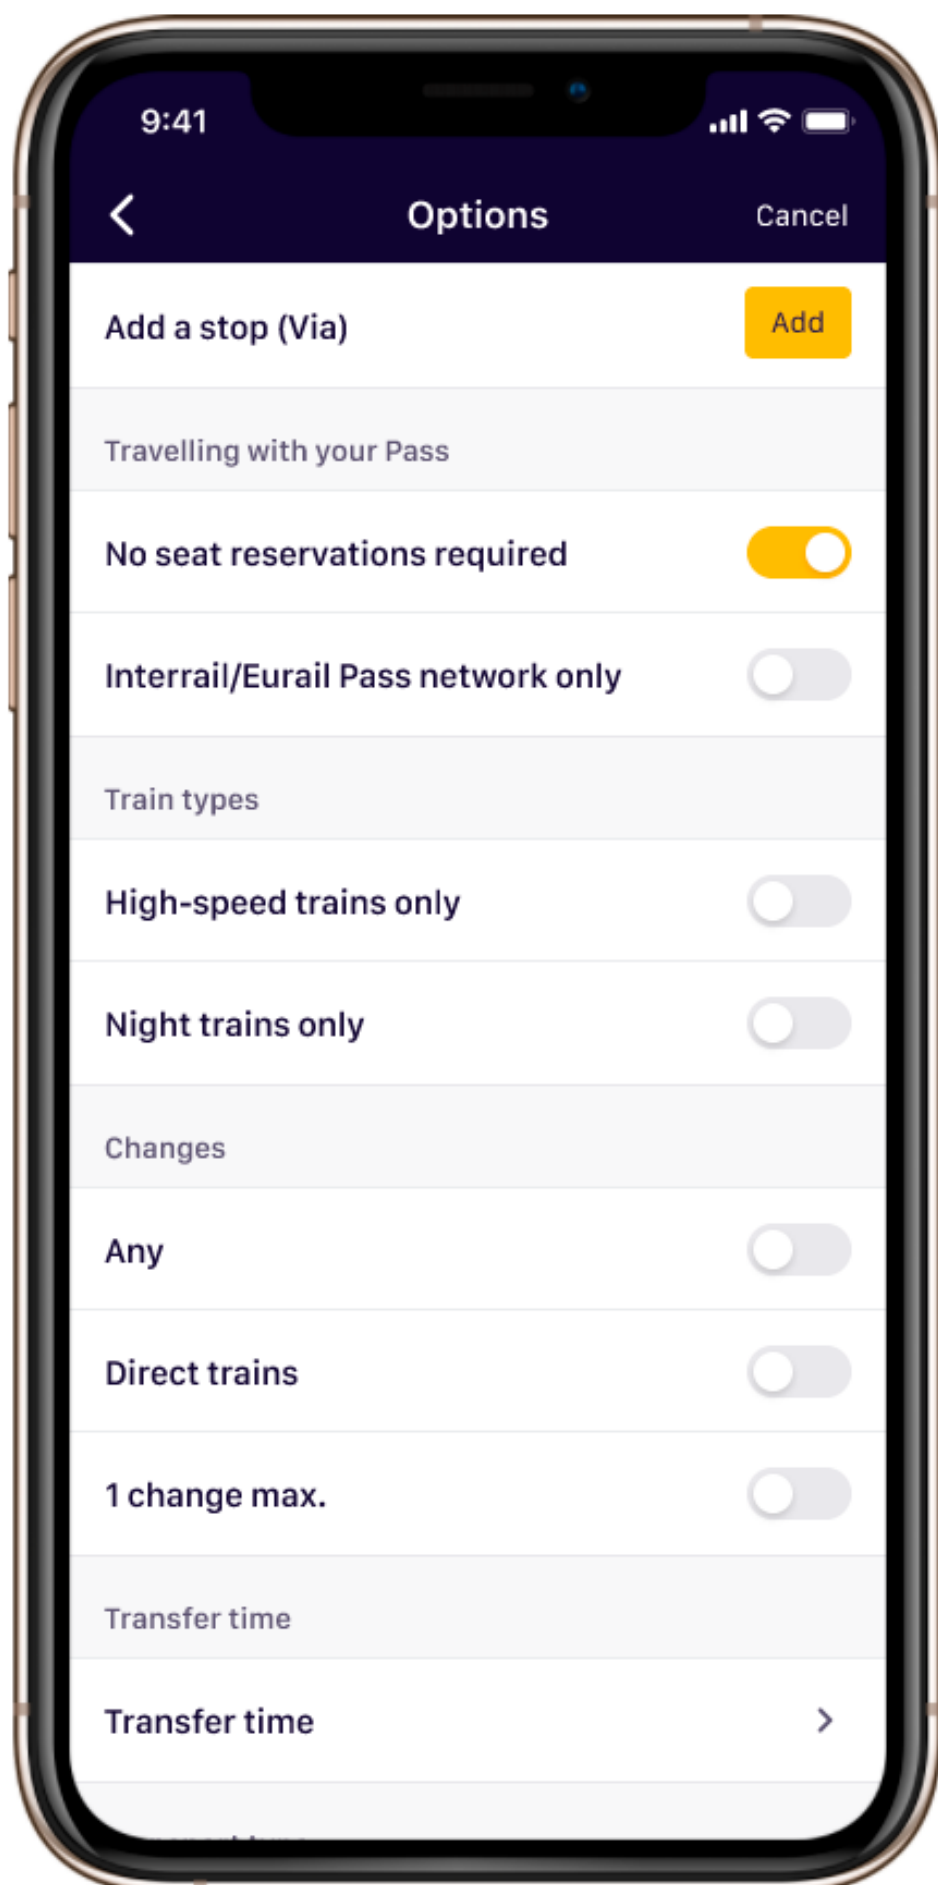 9:41
Options
Cancel
Add a stop (Via)
Add
Travelling with your Pass
No seat reservations required
Interrail/Eurail Pass network only
Train types
High-speed trains only
Night trains only
Changes
Any
Direct trains
1 change max.
Transfer time
Transfer time